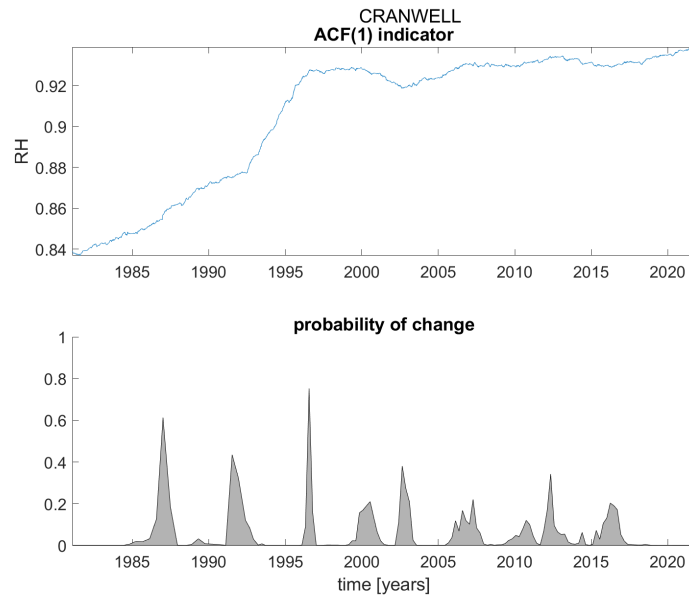 CRANWELL
ACF(1) indicator
0.92
0.9
0.88
0.86
0.84
RH
1985 1990 1995 2000 2005 2010 2015 2020
probability of change
1
0.8
0.6
0.4
0.2
0
1985 1990 1995 2000 2005 2010 2015 2020
time [years]